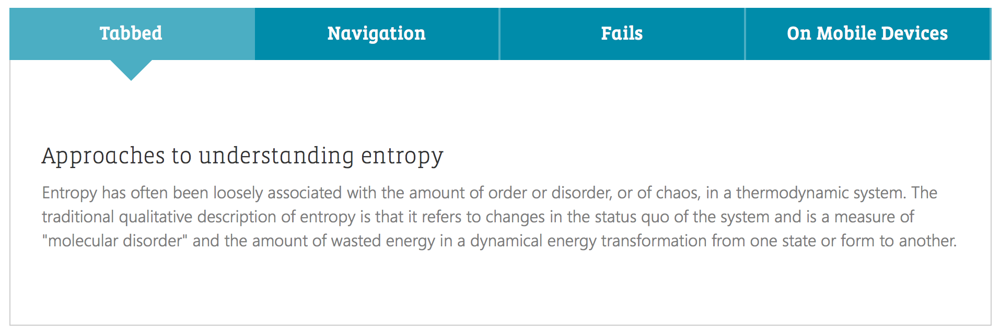 Tabbed
Navigation
Fails
On Mobile Devices
Approaches to understanding entropy
Entropy has often been loosely associated with the amount of order or disorder, or of chaos, in a thermodynamic system. The
traditional qualitative description of entropy is that it refers to changes in the status quo of the system and is a measure of
"molecular disorder" and the amount of wasted energy in a dynamical energy transformation from one state or form to another.